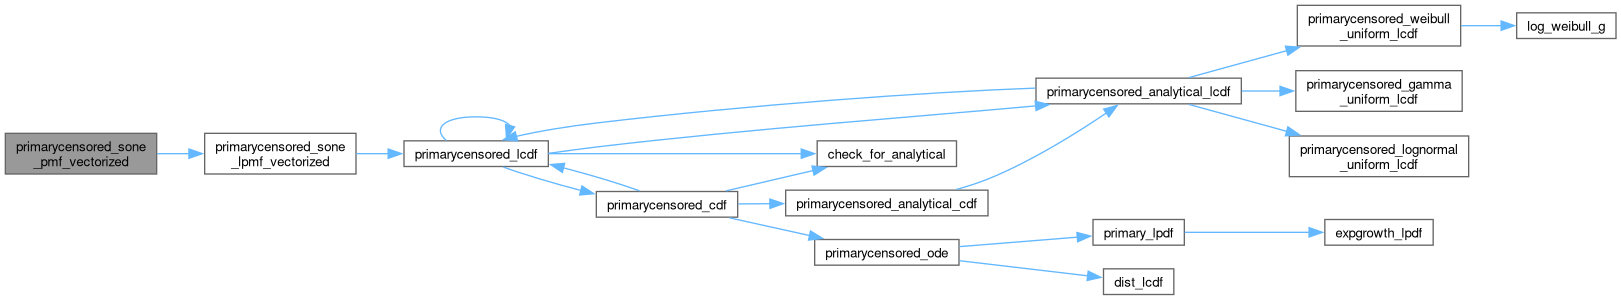 primarycensored_sone
_pmf_vectorized
primarycensored_sone
_lpmf_vectorized
primarycensored_lcdf
primarycensored_cdf
check_for_analytical
primarycensored_analytical_cdf
primarycensored_ode
primarycensored_analytical_lcdf
primary_lpdf
dist_lcdf
primarycensored_weibull
_uniform_lcdf
primarycensored_gamma
_uniform_lcdf
primarycensored_lognormal
_uniform_lcdf
expgrowth_lpdf
log_weibull_g